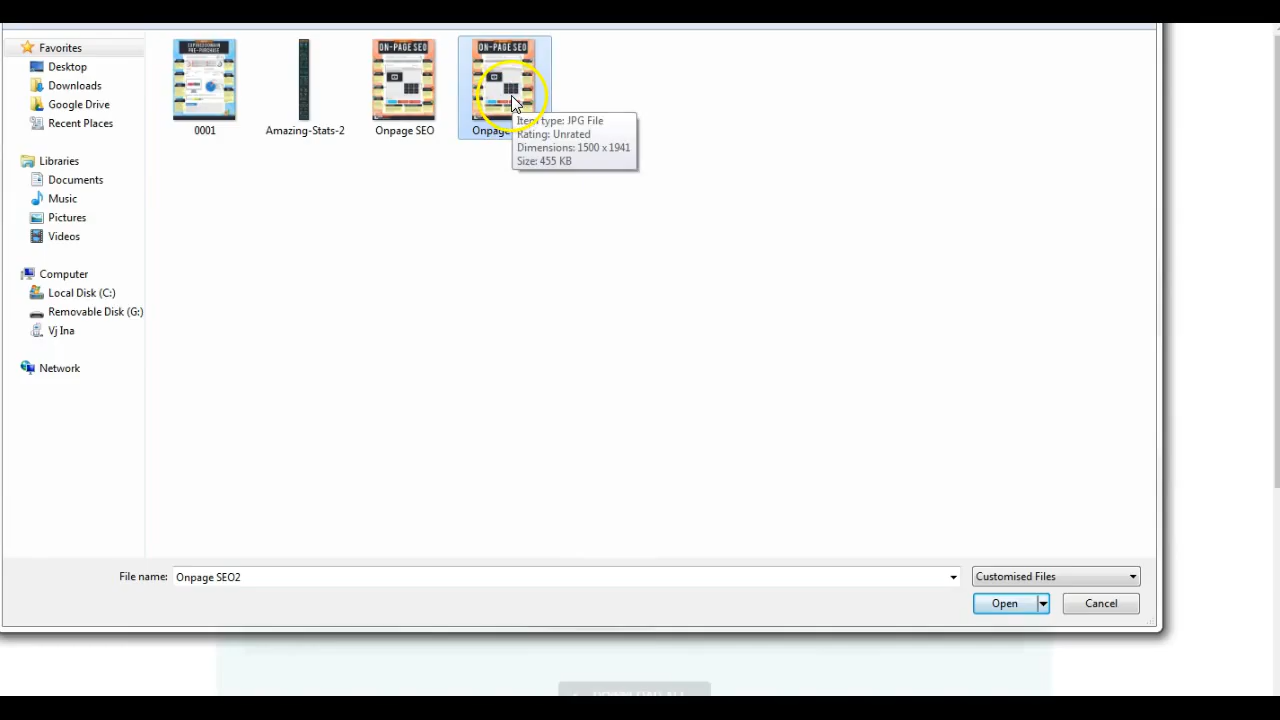 Favorites
Desktop
Downloads
Google Drive
Recent Places
Libraries
Documents
Music
Pictures
Videos
Computer
Local Disk (C:)
Removable Disk (G:)
Vj Ina
Network
ON-PAGE SEO
ON-PAGE SEO
0001
Amazing-Stats-2
Onpage SEO
Onpage
Item type: JPG File
Rating: Unrated
Dimensions: 1500 x 1941
Size: 455 KB
File name:
Onpage SEO2
Customised Files
Open
Cancel